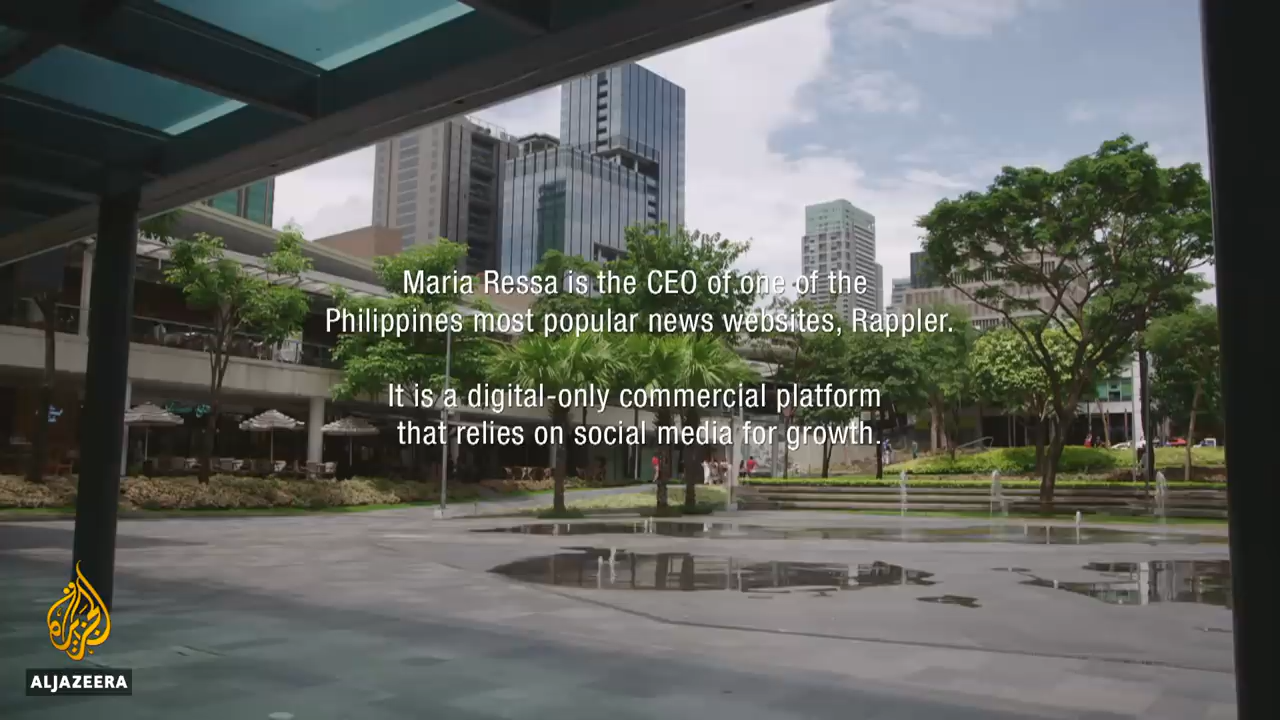 Maria Ressa is the CEO of one of the
Philippines most popular news websites, Rappler.
It is a digital-only commercial platform
that relies on social media for growth.
الجزيرة
ALJAZEERA